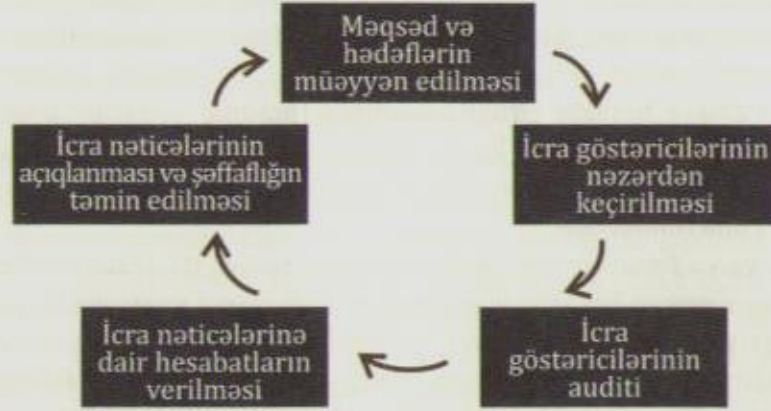 Məqsəd və
hədəflərin
müəyyən edilməsi
İcra göstəricilərinin
nəzərdən
keçirilməsi
İcra
göstəricilərinin
auditi
İcra nəticələrinə
dair hesabatların
verilməsi
İcra nəticələrinin
açıqlanması və şəffaflığın
təmin edilməsi